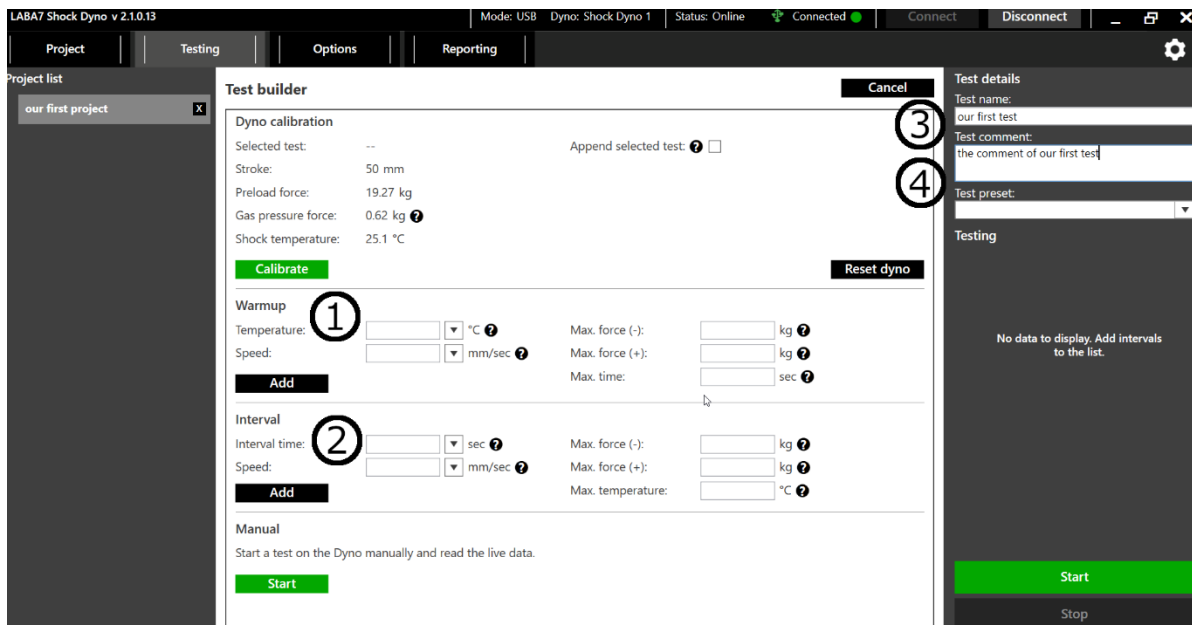 LABA7 Shock Dyno v 2.1.0.13 Mode: USB Dyno: Shock Dyno 1 Status: Online Connected Connect Disconnect
Project Testing Options Reporting
Project list
our first project X
Test builder Cancel
Dyno calibration
Selected test: -- Append selected test: ?
Stroke: 50 mm
Preload force: 19.27 kg
Gas pressure force: 0.62 kg ?
Shock temperature: 25.1 °C
Calibrate Reset dyno
Warmup
1
Temperature: °C ? Max. force (-): kg ?
Speed: mm/sec ? Max. force (+): kg ?
Add Max. time: sec ?
Interval
2
Interval time: sec ? Max. force (-): kg ?
Speed: mm/sec ? Max. force (+): kg ?
Add Max. temperature: °C ?
Manual
Start a test on the Dyno manually and read the live data.
Start
Test details
Test name:
3
our first test
Test comment:
the comment of our first test
4
Test preset:
Testing
No data to display. Add intervals
to the list.
Start
Stop